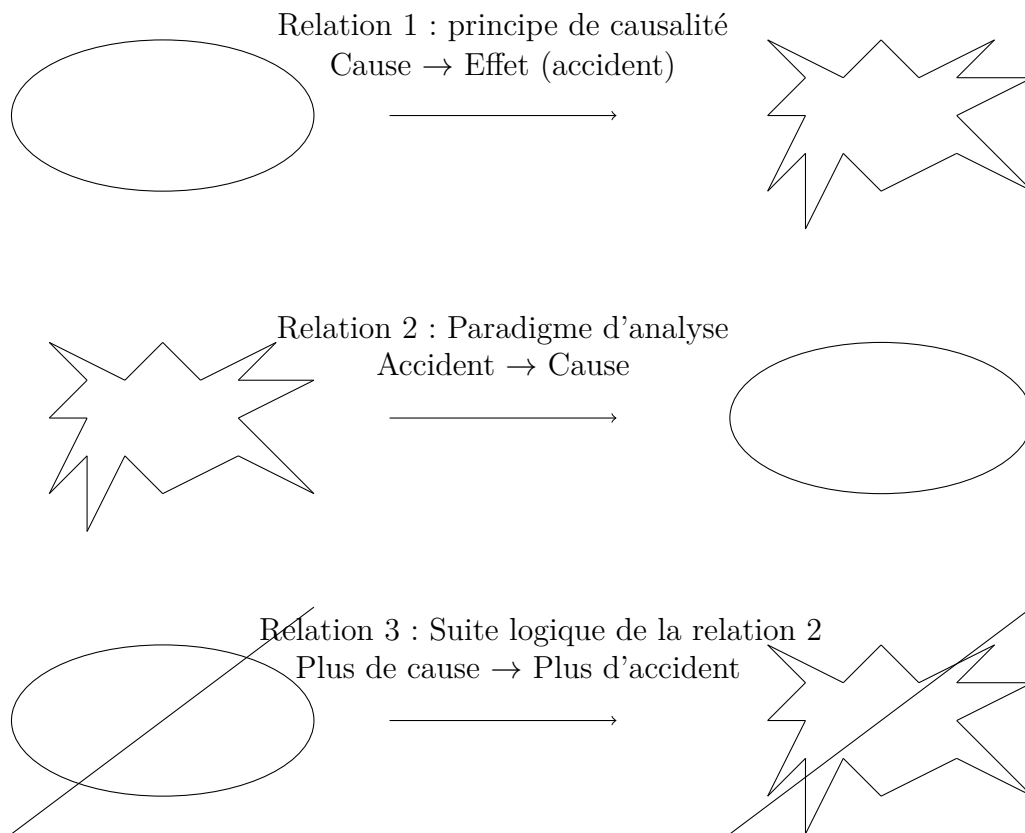 Relation 1 : principe de causalité
Cause → Effet (accident)
Relation 2 : Paradigme d'analyse
Accident → Cause
Relation 3 : Suite logique de la relation 2
Plus de cause → Plus d'accident